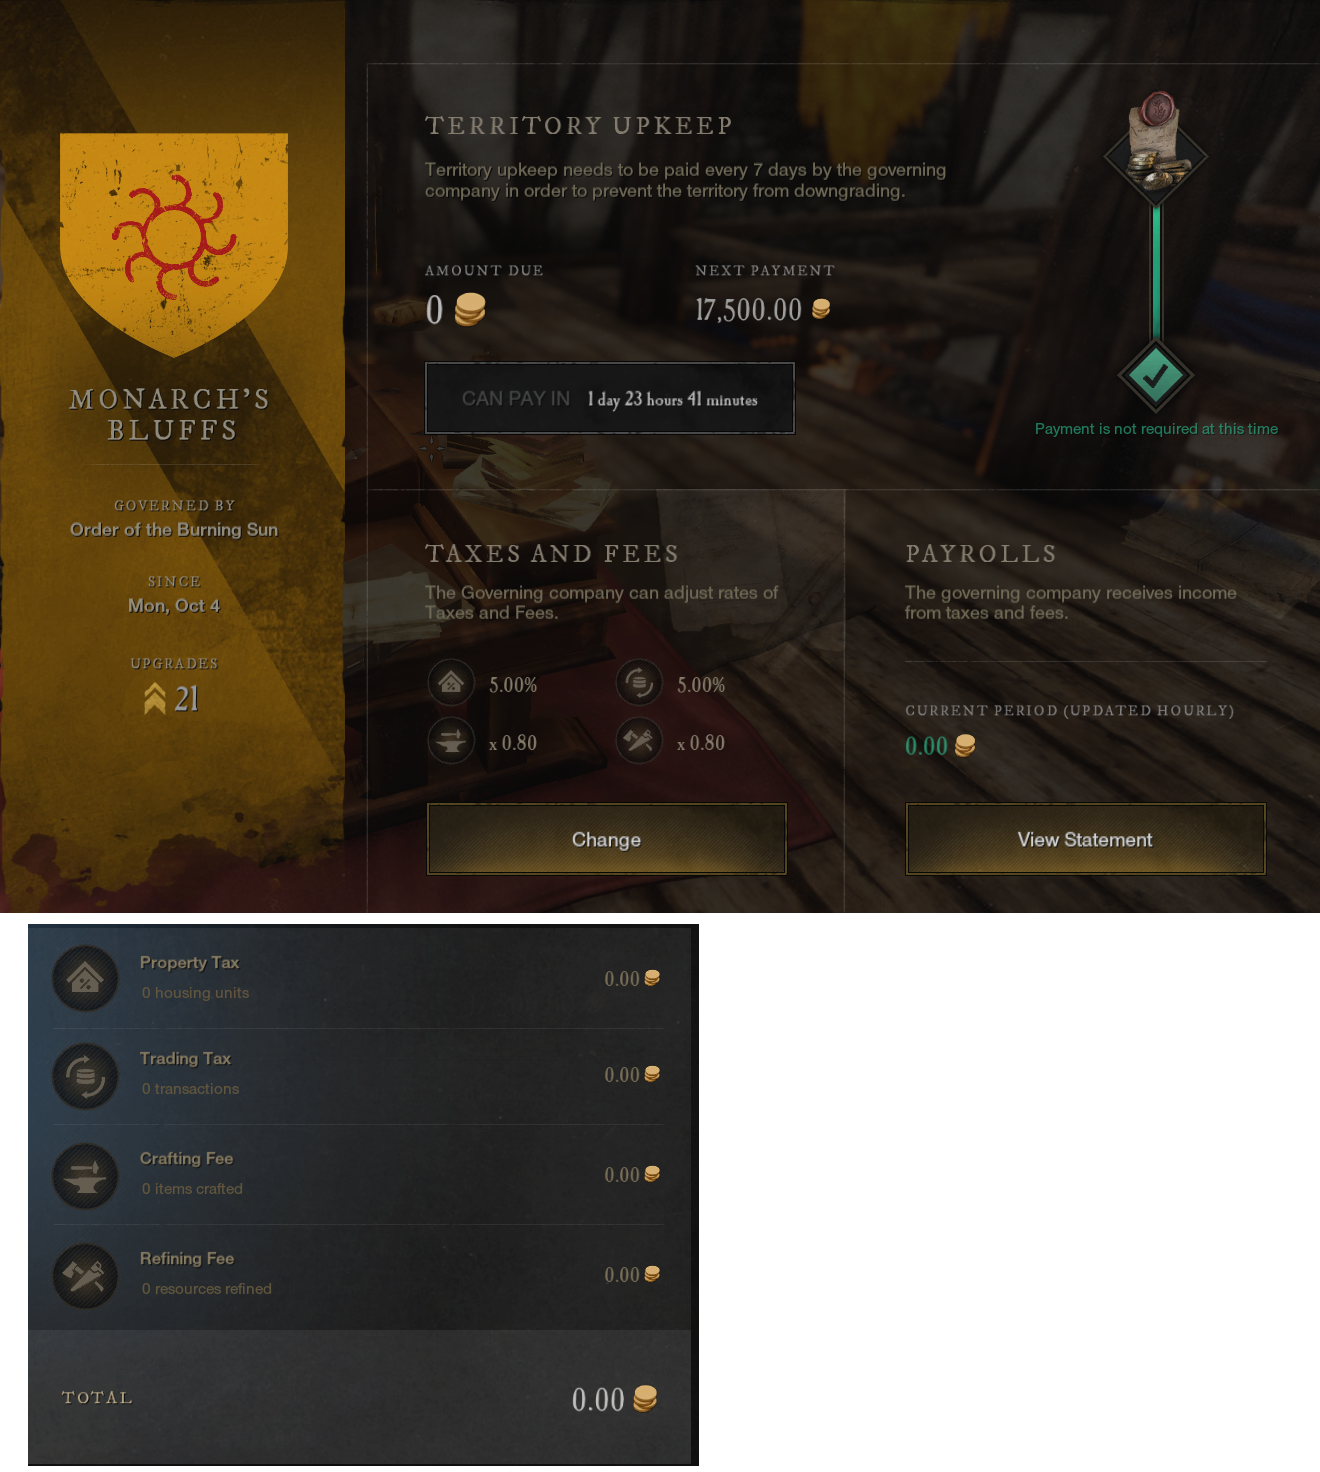 MONARCH'S
BLUFFS
GOVERNED BY
Order of the Burning Sun
SINCE
Mon, Oct 4
UPGRADES
21
TERRITORY UPKEEP
Territory upkeep needs to be paid every 7 days by the governing
company in order to prevent the territory from downgrading.
AMOUNT DUE
0
NEXT PAYMENT
17,500.00
CAN PAY IN 1 day 23 hours 41 minutes
Payment is not required at this time
TAXES AND FEES
The Governing company can adjust rates of
Taxes and Fees.
5.00% 5.00%
x 0.80 x 0.80
Change
PAYROLLS
The governing company receives income
from taxes and fees.
CURRENT PERIOD (UPDATED HOURLY)
0.00
View Statement
Property Tax
0 housing units
0.00
Trading Tax
0 transactions
0.00
Crafting Fee
0 items crafted
0.00
Refining Fee
0 resources refined
0.00
TOTAL 0.00